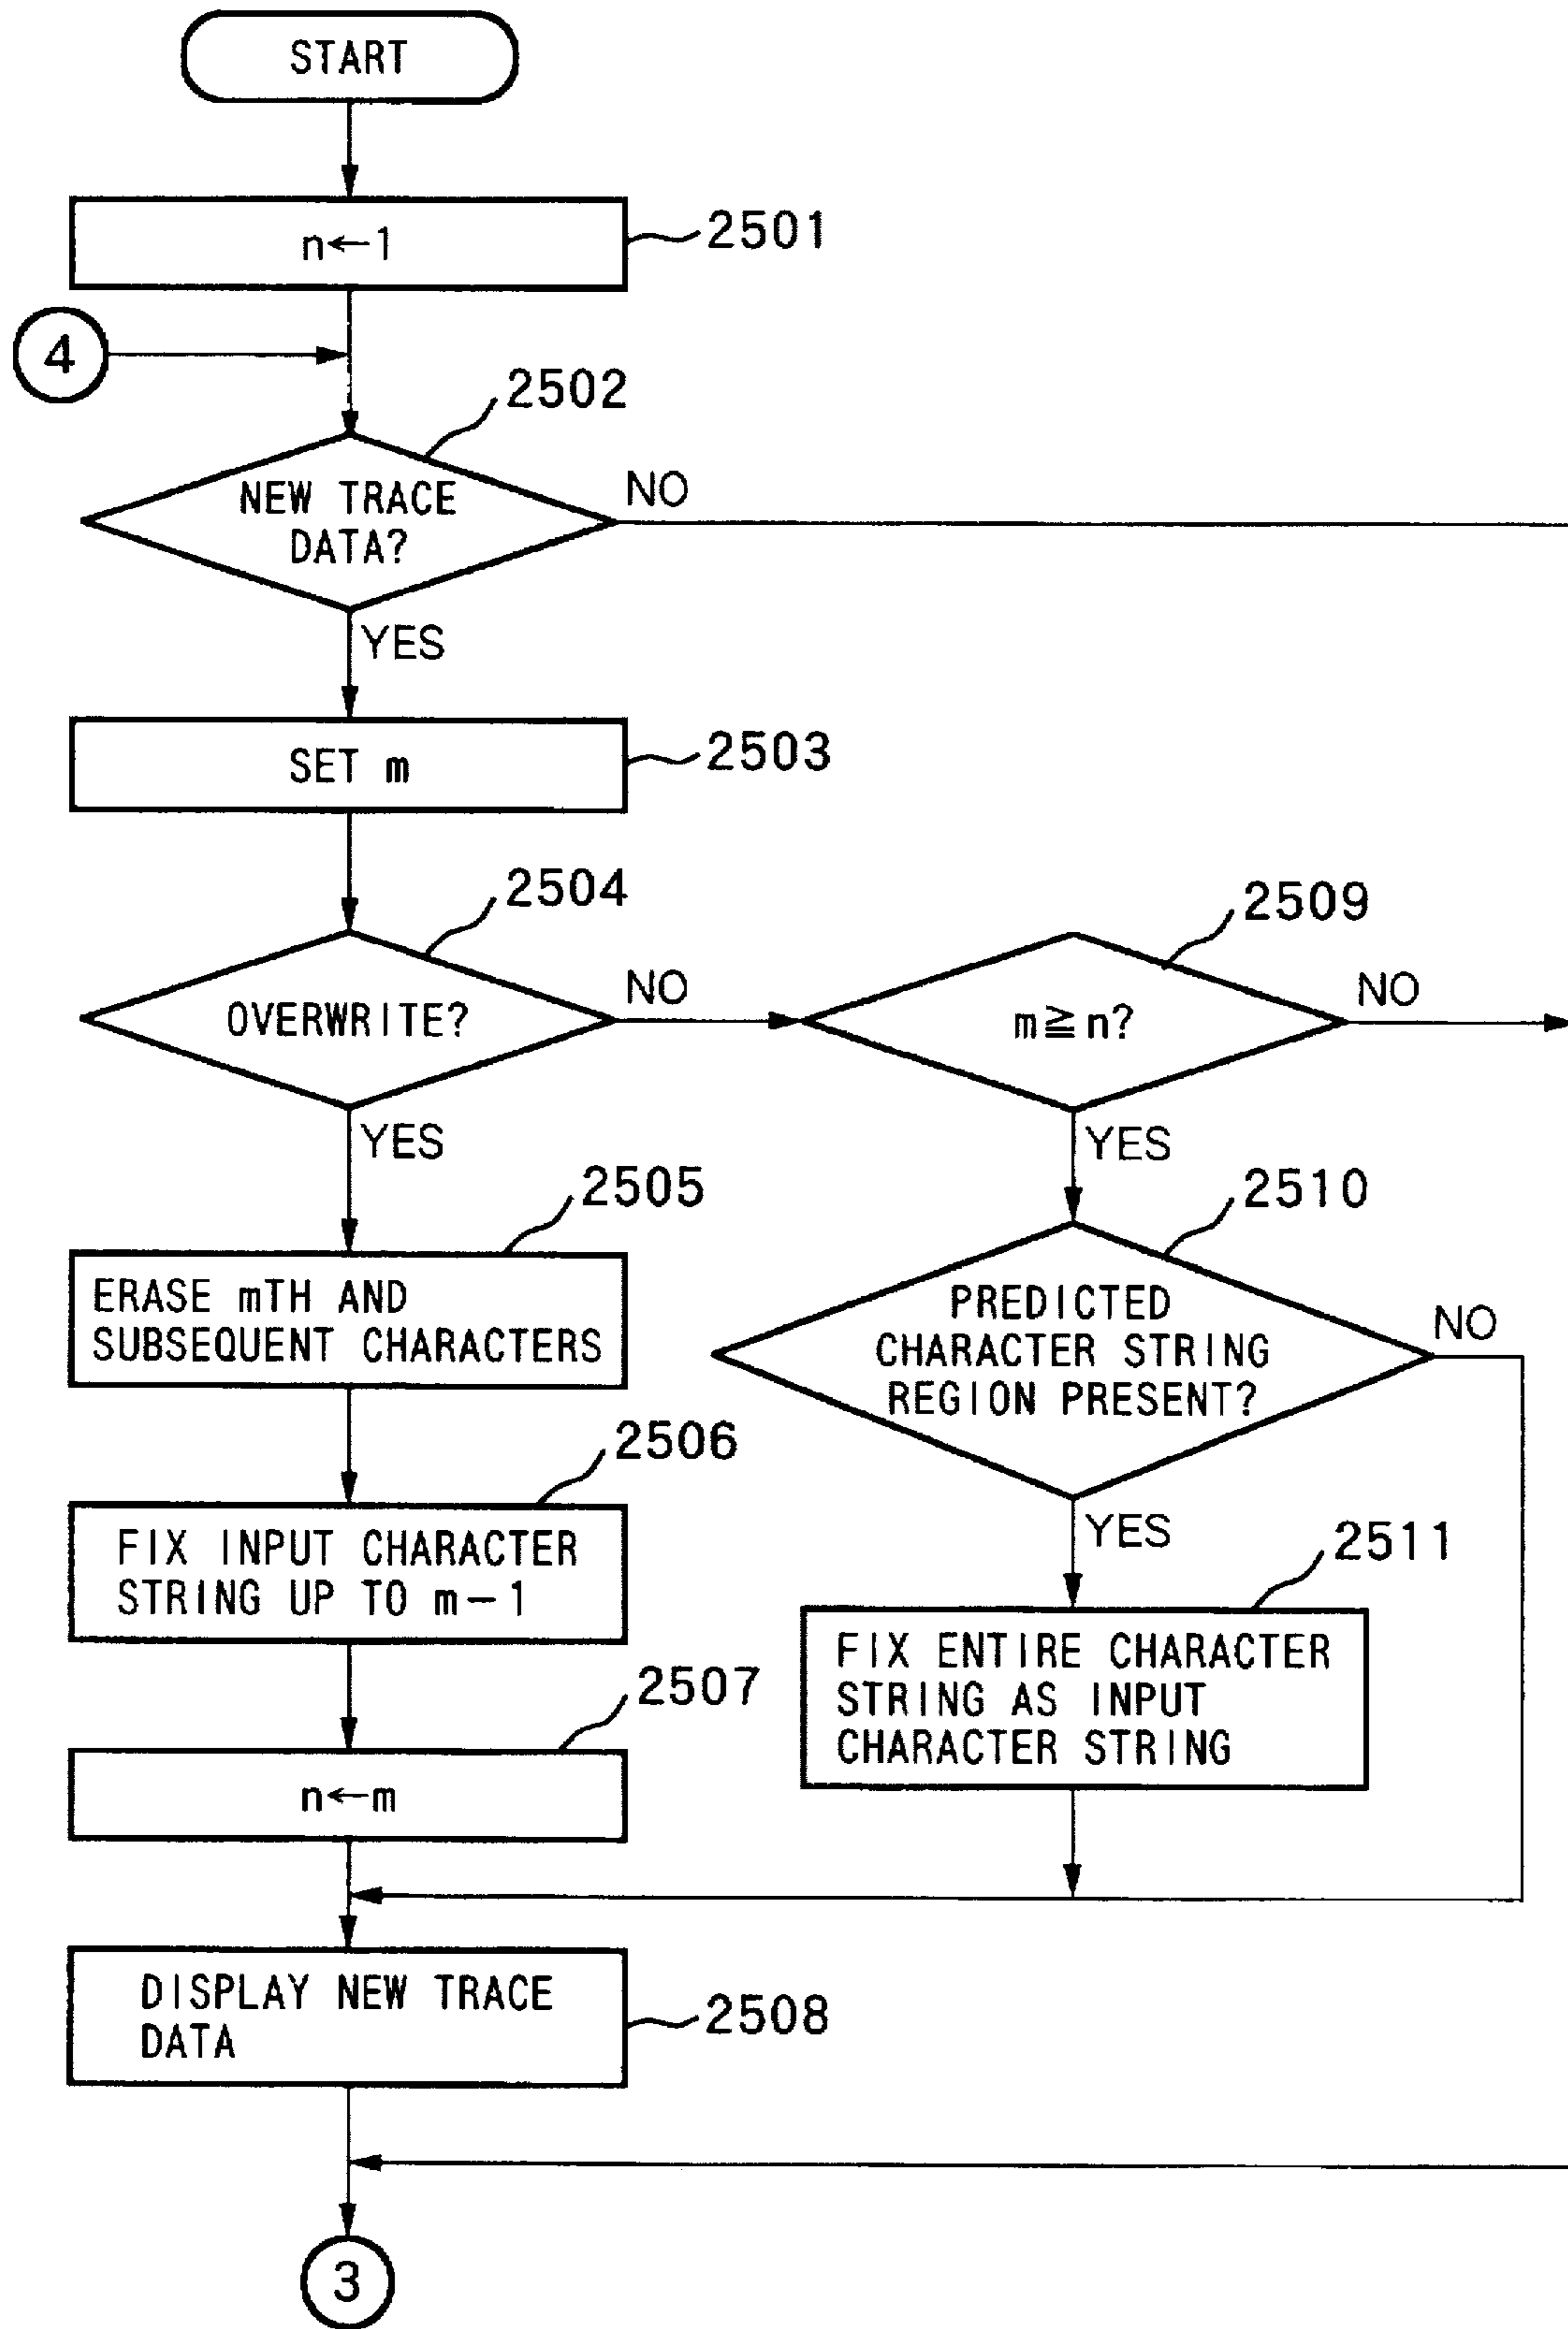 START
n←1
2501
4
2502
NEW TRACE
DATA?
NO
YES
SET m
2503
2504
OVERWRITE?
NO
2509
m≧n?
NO
YES
YES
2505
ERASE mTH AND
SUBSEQUENT CHARACTERS
2510
PREDICTED
CHARACTER STRING
REGION PRESENT?
NO
2506
FIX INPUT CHARACTER
STRING UP TO m-1
YES
2511
FIX ENTIRE CHARACTER
STRING AS INPUT
CHARACTER STRING
2507
n←m
DISPLAY NEW TRACE
DATA
2508
3